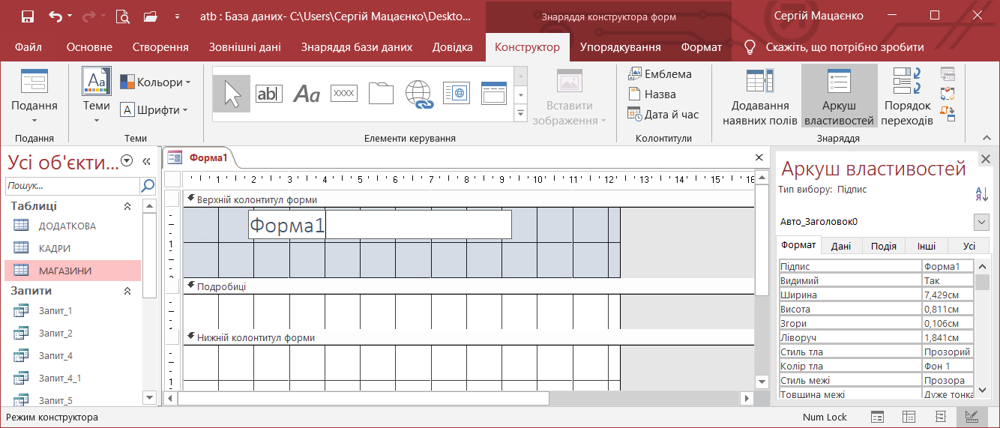 atb : База даних- C:\Users\Сергій Мацаєнко\Deskto...
Знаряддя конструктора форм
Сергій Мацаєнко
Файл Основне Створення Зовнішні дані Знаряддя бази даних Довідка Конструктор Упорядкування Формат Скажіть, що потрібно зробити
Подання
Подання
Aa
Теми
Кольори
A Шрифти
Теми
ab Aa XXXX
Вставити
зображення
Елементи керування
Емблема
Назва
Дата й час
Колонтитули
Додавання
наявних полів
Аркуш
властивостей
Порядок
переходів
Знаряддя
Усі об'єкти...
Пошук...
Таблиці
ДОДАТКОВА
КАДРИ
МАГАЗИНИ
Запити
Запит_1
Запит_2
Запит_4
Запит_4_1
Запит_5
Форма1
1 2 3 4 5 6 7 8 9 10 11 12 13 14 15 16
Верхній колонтитул форми
Форма1
1
Подробиці
Нижній колонтитул форми
1
Аркуш властивостей
Тип вибору: Підпис
Авто_Заголовок0
Формат Дані Подія Інші Усі
Підпис Форма1
Видимий Так
Ширина 7,429см
Висота 0,811см
Згори 0,106см
Ліворуч 1,841см
Стиль тла Прозорий
Колір тла Фон 1
Стиль межі Прозора
Товщина межі Дуже тонка
Режим конструктора
Num Lock